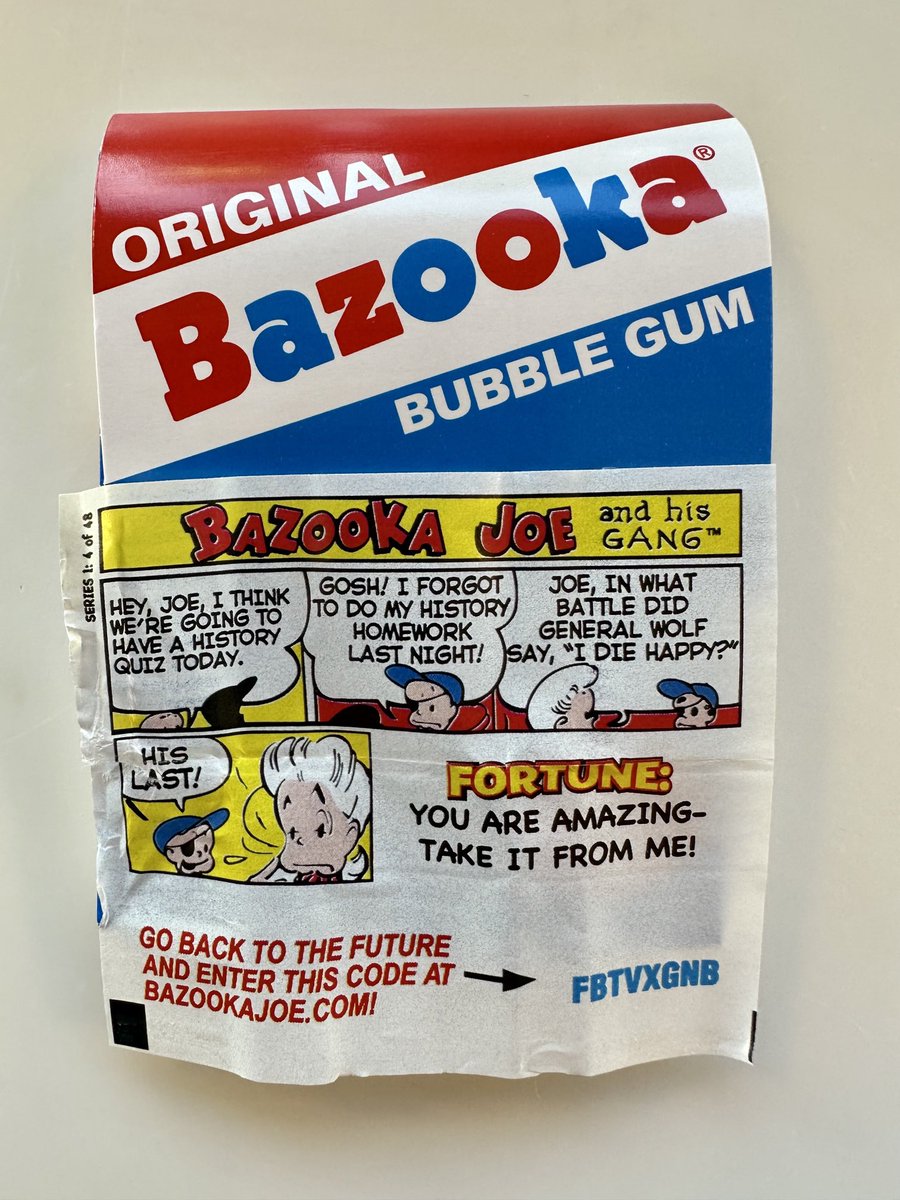 ORIGINAL
Bazooka®
BUBBLE GUM
SERIES 1: 4 of 48
BAZOOKA JOE and his
GANG™
HEY, JOE, I THINK
WE'RE GOING TO
HAVE A HISTORY
QUIZ TODAY.
GOSH! I FORGOT
TO DO MY HISTORY
HOMEWORK
LAST NIGHT!
JOE, IN WHAT
BATTLE DID
GENERAL WOLF
SAY, "I DIE HAPPY?"
HIS
LAST!
FORTUNE:
YOU ARE AMAZING-
TAKE IT FROM ME!
GO BACK TO THE FUTURE
AND ENTER THIS CODE AT
BAZOOKAJOE.COM!
FBTVXGNB